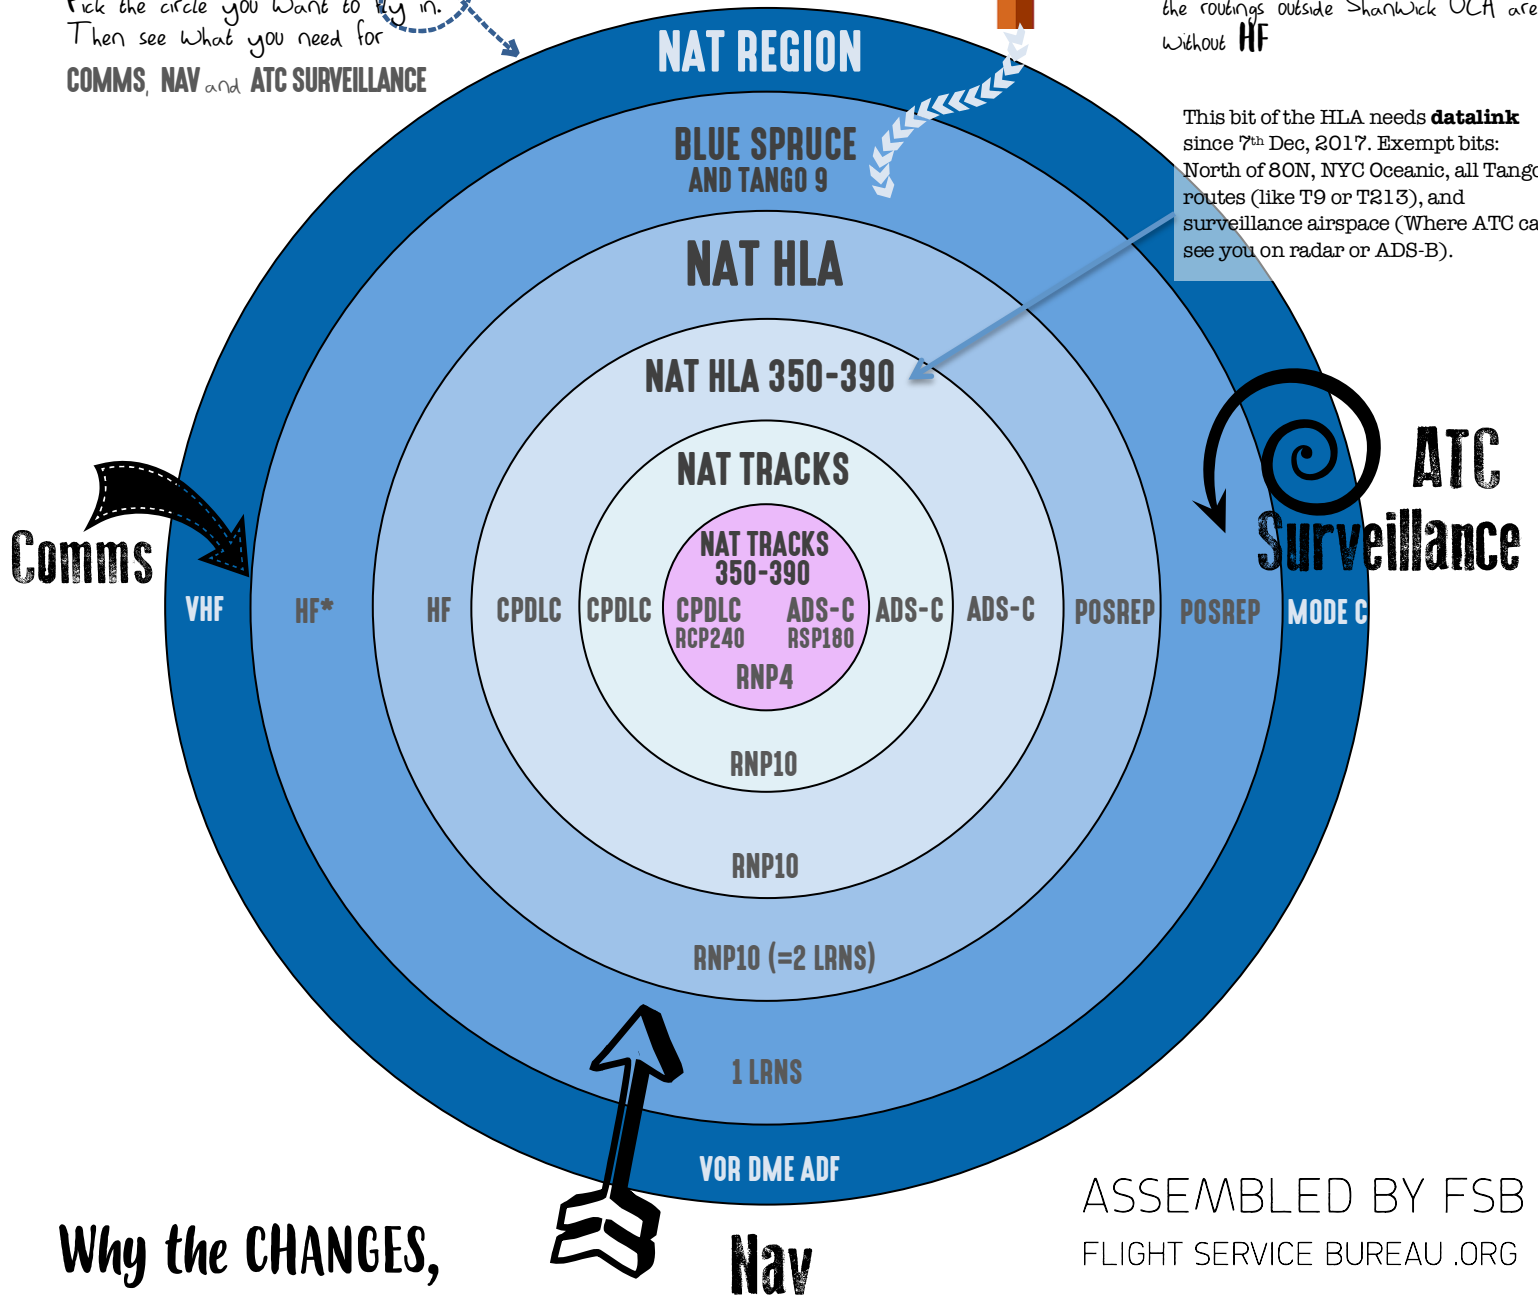 Pick the circle you want to fly in.
Then see what you need for
COMMS, NAV and ATC SURVEILLANCE
the routings outside Shanwick OCA are
without HF
This bit of the HLA needs datalink
since 7th Dec, 2017. Exempt bits:
North of 80N, NYC Oceanic, all Tango
routes (like T9 or T213), and
surveillance airspace (Where ATC ca
see you on radar or ADS-B).
NAT REGION
BLUE SPRUCE
AND TANGO 9
NAT HLA
NAT HLA 350-390
NAT TRACKS
NAT TRACKS
350-390
Comms
ATC
Surveillance
VHF HF* HF CPDLC CPDLC CPDLC ADS-C ADS-C ADS-C POSREP POSREP MODE C
RCP240 RSP180
RNP4
RNP10
RNP10
RNP10 (=2 LRNS)
1 LRNS
VOR DME ADF
Nav
Why the CHANGES,
ASSEMBLED BY FSB
FLIGHT SERVICE BUREAU .ORG